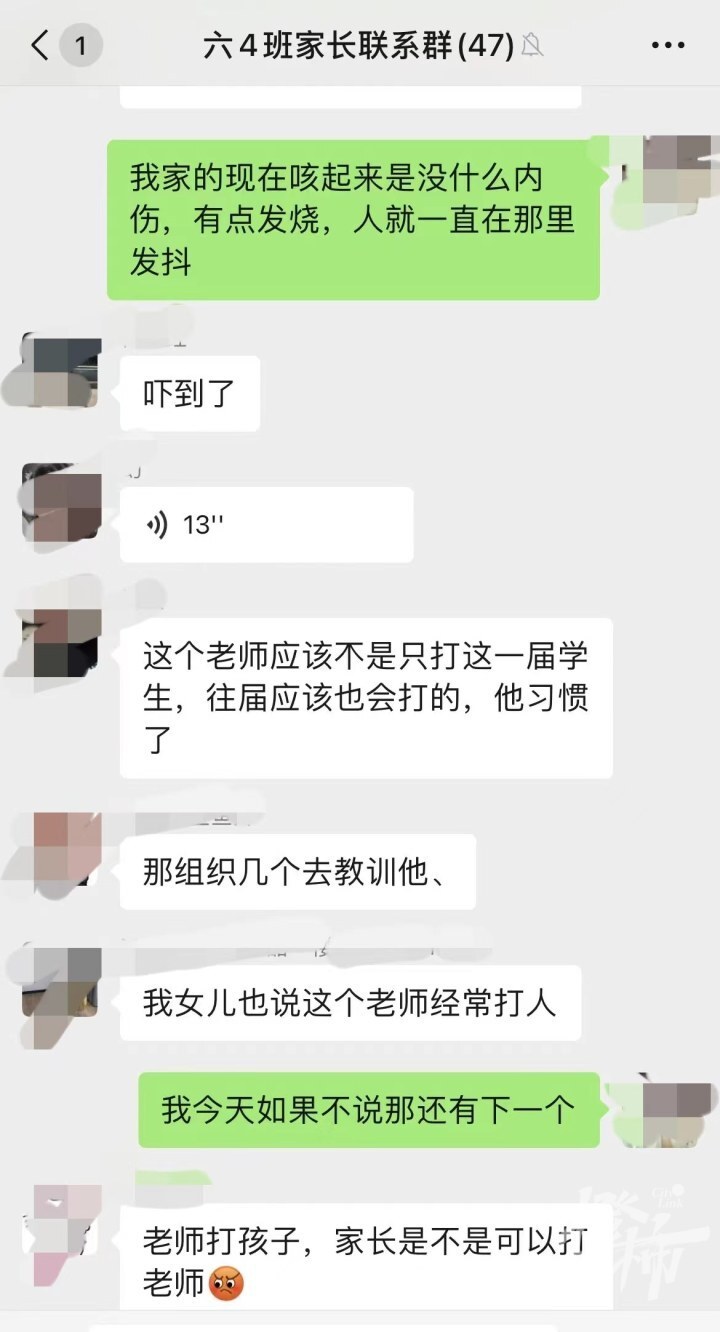 1
六4班家长联系群(47)
我家的现在咳起来是没什么内
伤，有点发烧，人就一直在那里
发抖
吓到了
13''
这个老师应该不是只打这一届学
生，往届应该也会打的，他习惯
了
那组织几个去教训他、
我女儿也说这个老师经常打人
我今天如果不说那还有下一个
老师打孩子，家长是不是可以打
老师